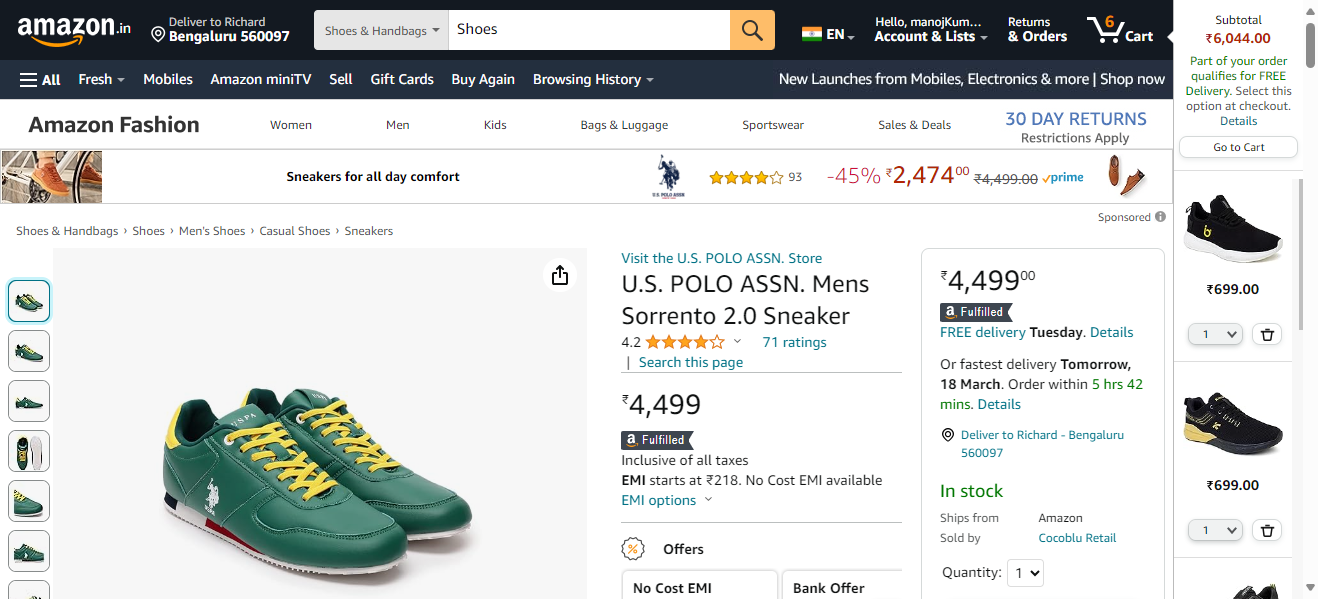 amazon.in
Deliver to Richard
Bengaluru 560097
Shoes & Handbags
Shoes
EN
Hello, manojKum...
Account & Lists
Returns
& Orders
6
Cart
All
Fresh
Mobiles
Amazon miniTV
Sell
Gift Cards
Buy Again
Browsing History
New Launches from Mobiles, Electronics & more | Shop now
Amazon Fashion
Women
Men
Kids
Bags & Luggage
Sportswear
Sales & Deals
30 DAY RETURNS
Restrictions Apply
Sneakers for all day comfort
U.S. POLO ASSN
93
-45% ₹2,47400 ₹4,499.00 prime
Sponsored
Shoes & Handbags › Shoes › Men's Shoes › Casual Shoes › Sneakers
USPA
USPA
Visit the U.S. POLO ASSN. Store
U.S. POLO ASSN. Mens
Sorrento 2.0 Sneaker
4.2
71 ratings
| Search this page
₹4,499
a Fulfilled
Inclusive of all taxes
EMI starts at ₹218. No Cost EMI available
EMI options
Offers
No Cost EMI
Bank Offer
₹4,49900
a Fulfilled
FREE delivery Tuesday. Details
Or fastest delivery Tomorrow,
18 March. Order within 5 hrs 42
mins. Details
Deliver to Richard - Bengaluru
560097
In stock
Ships from
Amazon
Sold by
Cocoblu Retail
Quantity:
1
Subtotal
₹6,044.00
Part of your order
qualifies for FREE
Delivery. Select this
option at checkout.
Details
Go to Cart
₹699.00
1
₹699.00
1